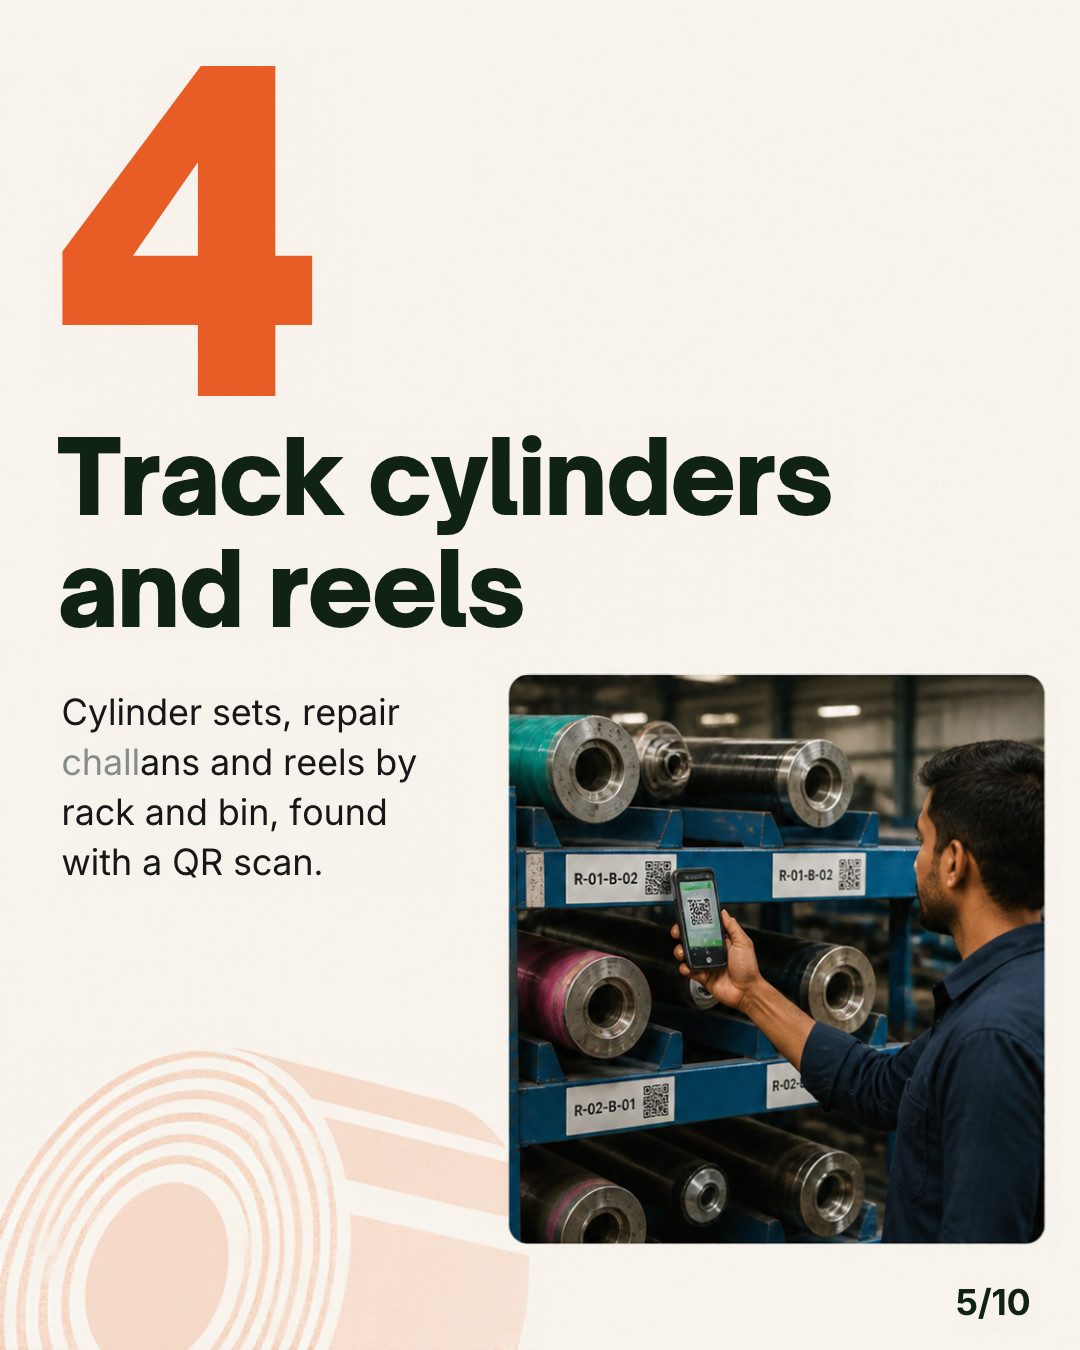 4
Track cylinders
and reels
Cylinder sets, repair
challans and reels by
rack and bin, found
with a QR scan.
R-01-B-02
R-01-B-02
R-02-B-01
R-02-
5/10